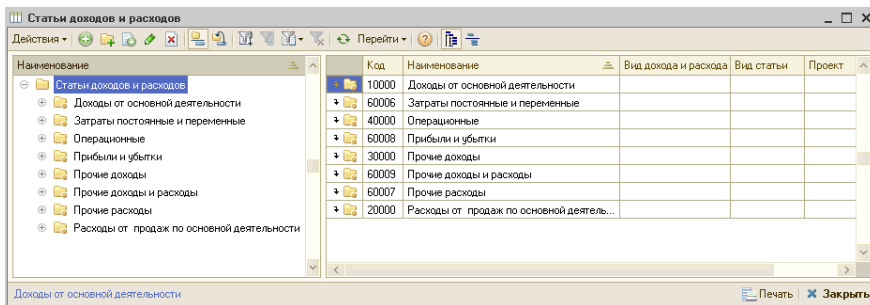 Статьи доходов и расходов
Действия Перейти
Наименование
Статьи доходов и расходов
Доходы от основной деятельности
Затраты постоянные и переменные
Операционные
Прибыли и убытки
Прочие доходы
Прочие доходы и расходы
Прочие расходы
Расходы от продаж по основной деятельности
Код Наименование Вид дохода и расхода Вид статьи Проект
10000 Доходы от основной деятельности
60006 Затраты постоянные и переменные
40000 Операционные
60008 Прибыли и убытки
30000 Прочие доходы
60009 Прочие доходы и расходы
60007 Прочие расходы
20000 Расходы от продаж по основной деятель...
Доходы от основной деятельности Печать Закрыть